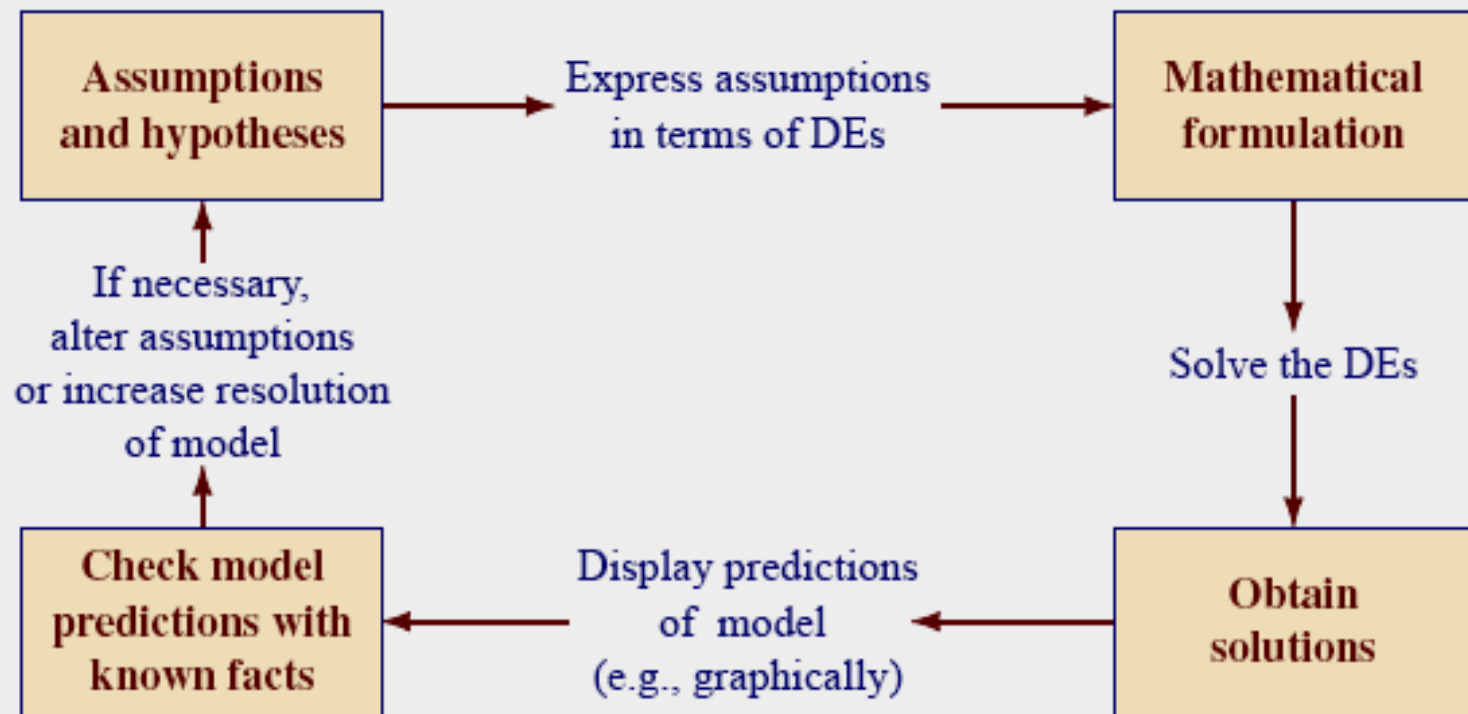 Assumptions
and hypotheses
Express assumptions
in terms of DEs
Mathematical
formulation
If necessary,
alter assumptions
or increase resolution
of model
Solve the DEs
Check model
predictions with
known facts
Display predictions
of model
(e.g., graphically)
Obtain
solutions